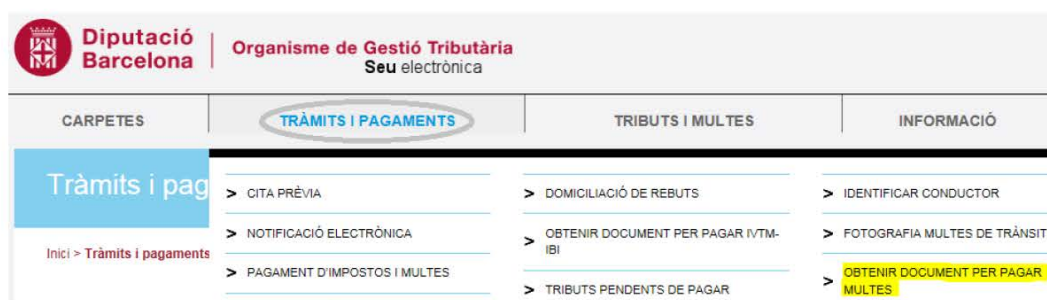 Diputació
Barcelona
Organisme de Gestió Tributària
Seu electrònica
CARPETES
TRÀMITS I PAGAMENTS
TRIBUTS I MULTES
INFORMACIÓ
Tràmits i pag
Inici > Tràmits i pagaments
> CITA PRÈVIA
> NOTIFICACIÓ ELECTRÒNICA
> PAGAMENT D'IMPOSTOS I MULTES
> DOMICILIACIÓ DE REBUTS
> OBTENIR DOCUMENT PER PAGAR IVTM-
IBI
> TRIBUTS PENDENTS DE PAGAR
> IDENTIFICAR CONDUCTOR
> FOTOGRAFIA MULTES DE TRÀNSIT
> OBTENIR DOCUMENT PER PAGAR
MULTES